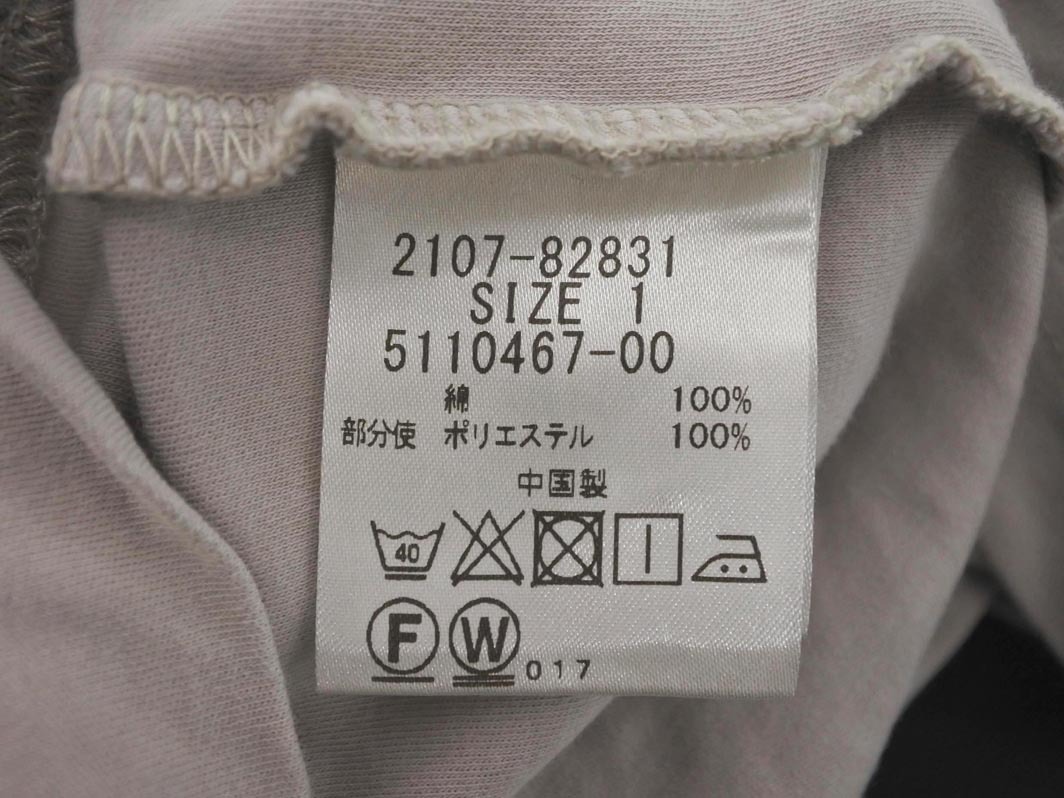 2107-82831
SIZE 1
5110467-00
綿 100%
部分使 ポリエステル 100%
中国製
40
F W 017